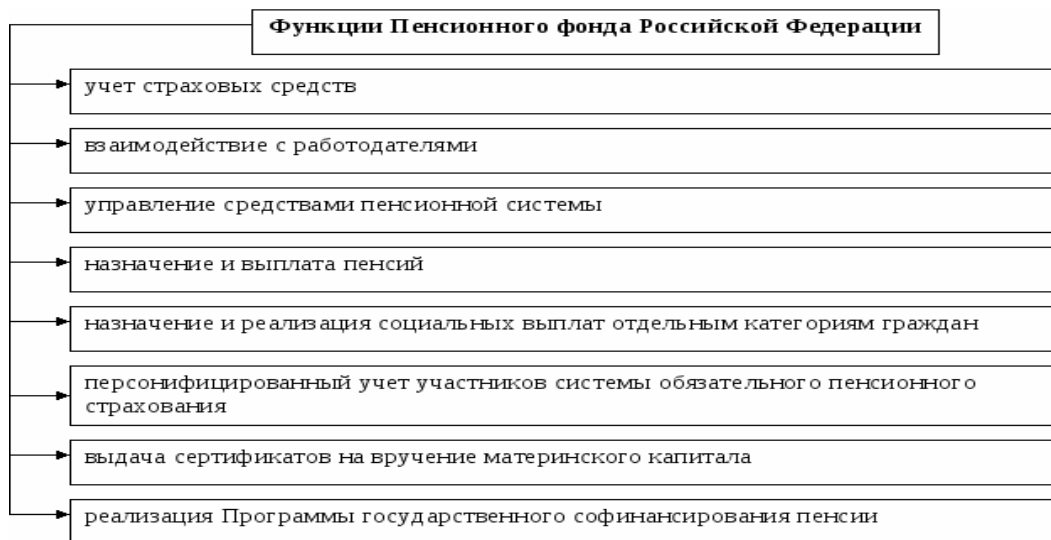 Функции Пенсионного фонда Российской Федерации
учет страховых средств
взаимодействие с работодателями
управление средствами пенсионной системы
назначение и выплата пенсий
назначение и реализация социальных выплат отдельным категориям граждан
персонифицированный учет участников системы обязательного пенсионного
страхования
выдача сертификатов на вручение материнского капитала
реализация Программы государственного софинансирования пенсии